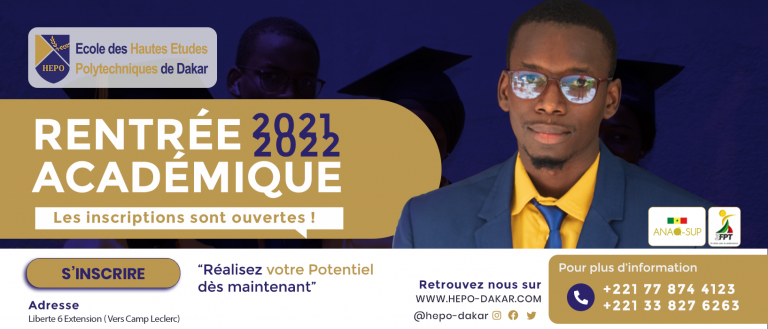 Ecole des Hautes Etudes
Polytechniques de Dakar
HEPO
RENTRÉE 2021
2022
ACADÉMIQUE
Les inscriptions sont ouvertes !
ANAQ-SUP
3FPT
S'INSCRIRE
Adresse
Liberte 6 Extension ( Vers Camp Leclerc)
“Réalisez votre Potentiel
dès maintenant”
Retrouvez nous sur
WWW.HEPO-DAKAR.COM
@hepo-dakar
Pour plus d'information
+221 77 874 4123
+221 33 827 6263